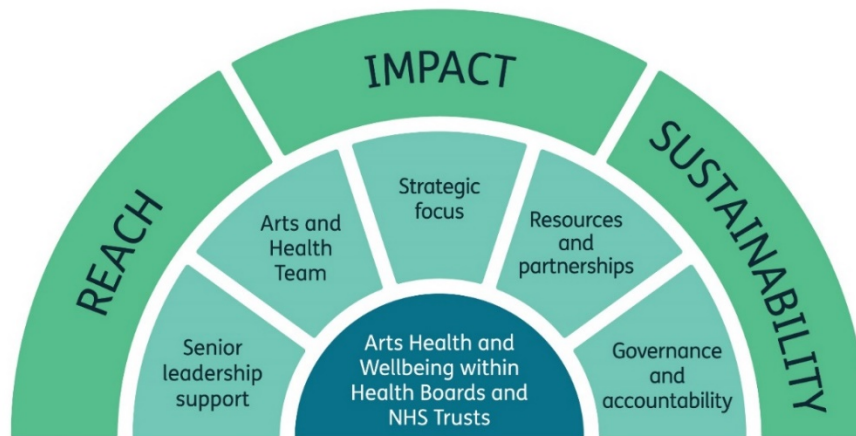 REACH
IMPACT
SUSTAINABILITY
Senior
leadership
support
Arts and
Health
Team
Strategic
focus
Resources
and
partnerships
Governance
and
accountability
Arts Health and
Wellbeing within
Health Boards and
NHS Trusts